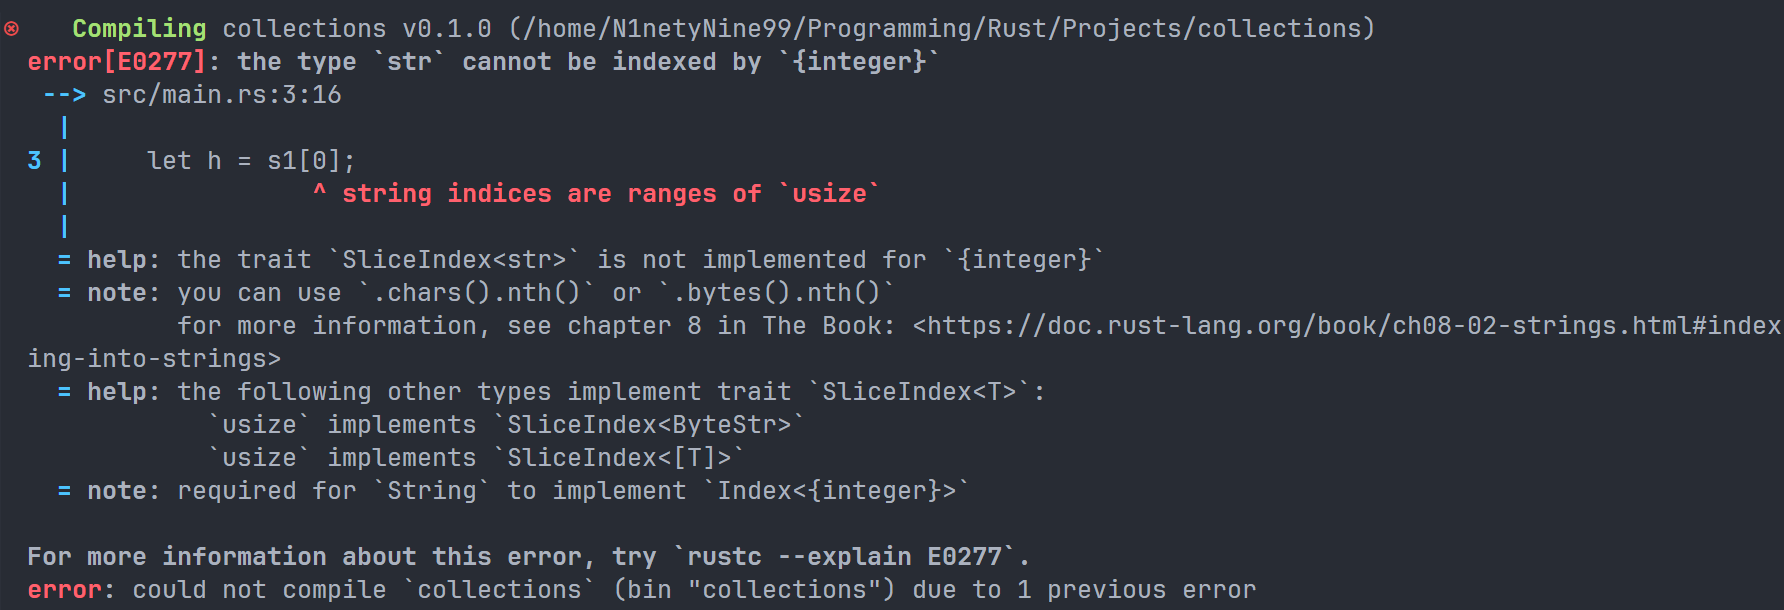 Compiling collections v0.1.0 (/home/N1netyNine99/Programming/Rust/Projects/collections)
error[E0277]: the type `str` cannot be indexed by `{integer}`
--> src/main.rs:3:16
|
3 | let h = s1[0];
| ^ string indices are ranges of `usize`
|
= help: the trait `SliceIndex<str>` is not implemented for `{integer}`
= note: you can use `.chars().nth()` or `.bytes().nth()`
for more information, see chapter 8 in The Book: <https://doc.rust-lang.org/book/ch08-02-strings.html#index
ing-into-strings>
= help: the following other types implement trait `SliceIndex<T>`:
`usize` implements `SliceIndex<ByteStr>`
`usize` implements `SliceIndex<[T]>`
= note: required for `String` to implement `Index<{integer}>`
For more information about this error, try `rustc --explain E0277`.
error: could not compile `collections` (bin "collections") due to 1 previous error